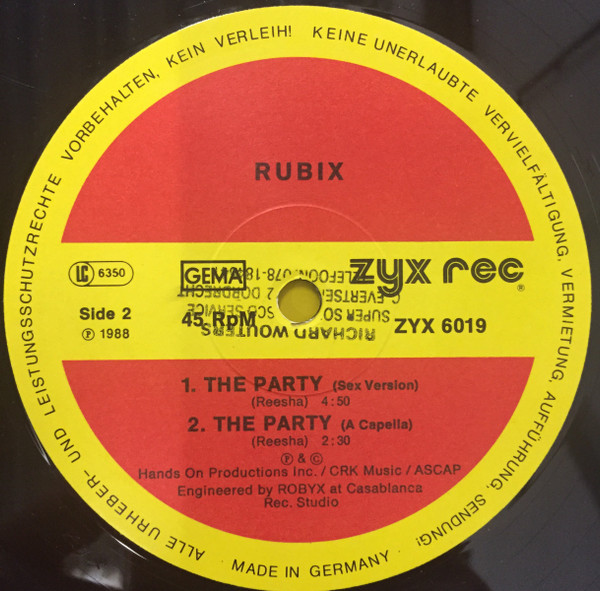 ALLE URHEBER- UND LEISTUNGSSCHUTZRECHTE VORBEHALTEN, KEIN VERLEIH! KEINE UNERLAUBTE VERVIELFÄLTIGUNG, VERMIETUNG, AUFFÜHRUNG, SENDUNG!
RUBIX
LC 6350
GEMA
zyx rec®
Side 2
45 RpM
ZYX 6019
Ⓟ 1988
RICHARD WOUTERS
SUPER SO SERVICE
DORDRECHT
1. THE PARTY (Sex Version)
(Reesha) 4:50
2. THE PARTY (A Capella)
(Reesha) 2:30
Ⓟ & ©
Hands On Productions Inc. / CRK Music / ASCAP
Engineered by ROBYX at Casablanca
Rec. Studio
MADE IN GERMANY